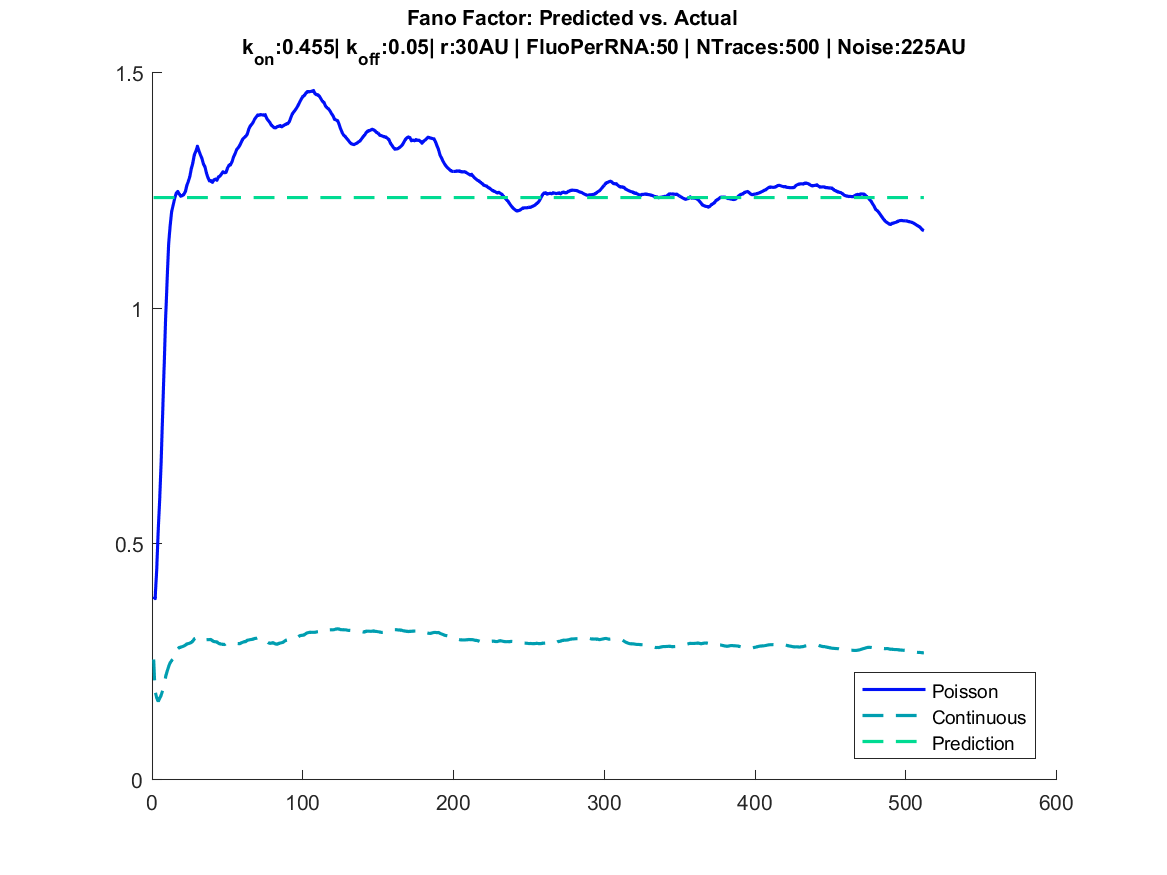 Fano Factor: Predicted vs. Actual
kon:0.455| koff:0.05| r:30AU | FluoPerRNA:50 | NTraces:500 | Noise:225AU
1.5
1
0.5
0
0 100 200 300 400 500 600
Poisson
Continuous
Prediction